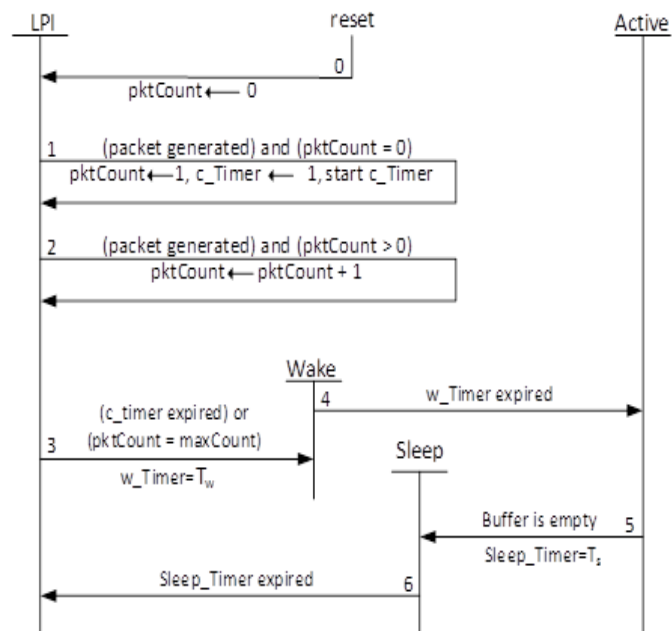 LPI reset Active
0
pktCount ← 0
1 (packet generated) and (pktCount = 0)
pktCount ← 1, c_Timer ← 1, start c_Timer
2 (packet generated) and (pktCount > 0)
pktCount ← pktCount + 1
Wake
4 w_Timer expired
(c_timer expired) or
3 (pktCount = maxCount)
w_Timer=Tw
Sleep
Buffer is empty 5
Sleep_Timer=Ts
Sleep_Timer expired 6